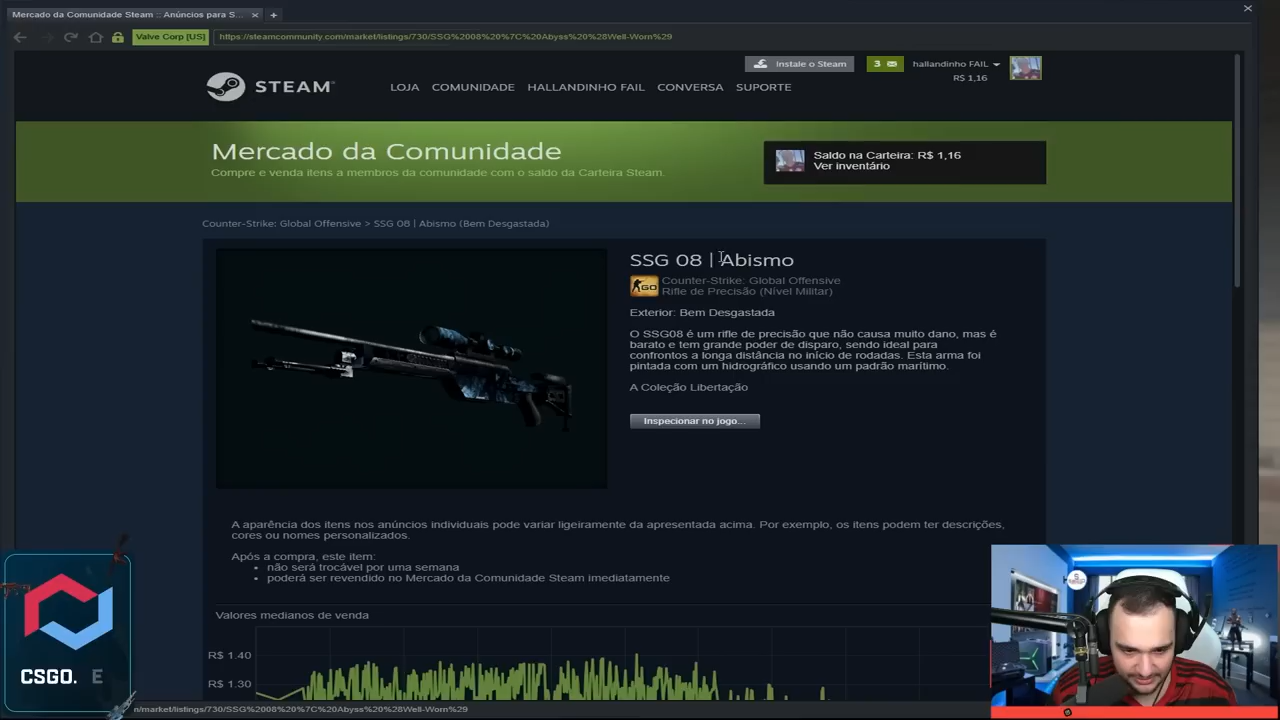 Mercado da Comunidade Steam :: Anúncios para S...
Valve Corp [US]
https://steamcommunity.com/market/listings/730/SSG%2008%20%7C%20Abyss%20%28Well-Worn%29
STEAM
Instale o Steam
3
hallandinho FAIL
R$ 1,16
LOJA COMUNIDADE HALLANDINHO FAIL CONVERSA SUPORTE
Mercado da Comunidade
Compre e venda itens a membros da comunidade com o saldo da Carteira Steam.
Saldo na Carteira: R$ 1,16
Ver inventário
Counter-Strike: Global Offensive > SSG 08 | Abismo (Bem Desgastada)
SSG 08 | Abismo
GO
Counter-Strike: Global Offensive
Rifle de Precisão (Nível Militar)
Exterior: Bem Desgastada
O SSG08 é um rifle de precisão que não causa muito dano, mas é
barato e tem grande poder de disparo, sendo ideal para
confrontos a longa distância no início de rodadas. Esta arma foi
pintada com um hidrográfico usando um padrão marítimo.
A Coleção Libertação
Inspecionar no jogo...
A aparência dos itens nos anúncios individuais pode variar ligeiramente da apresentada acima. Por exemplo, os itens podem ter descrições,
cores ou nomes personalizados.
Após a compra, este item:
não será trocável por uma semana
poderá ser revendido no Mercado da Comunidade Steam imediatamente
Valores medianos de venda
R$ 1.40
R$ 1.30
CSGO. E
n/market/listings/730/SSG%2008%20%7C%20Abyss%20%28Well-Worn%29